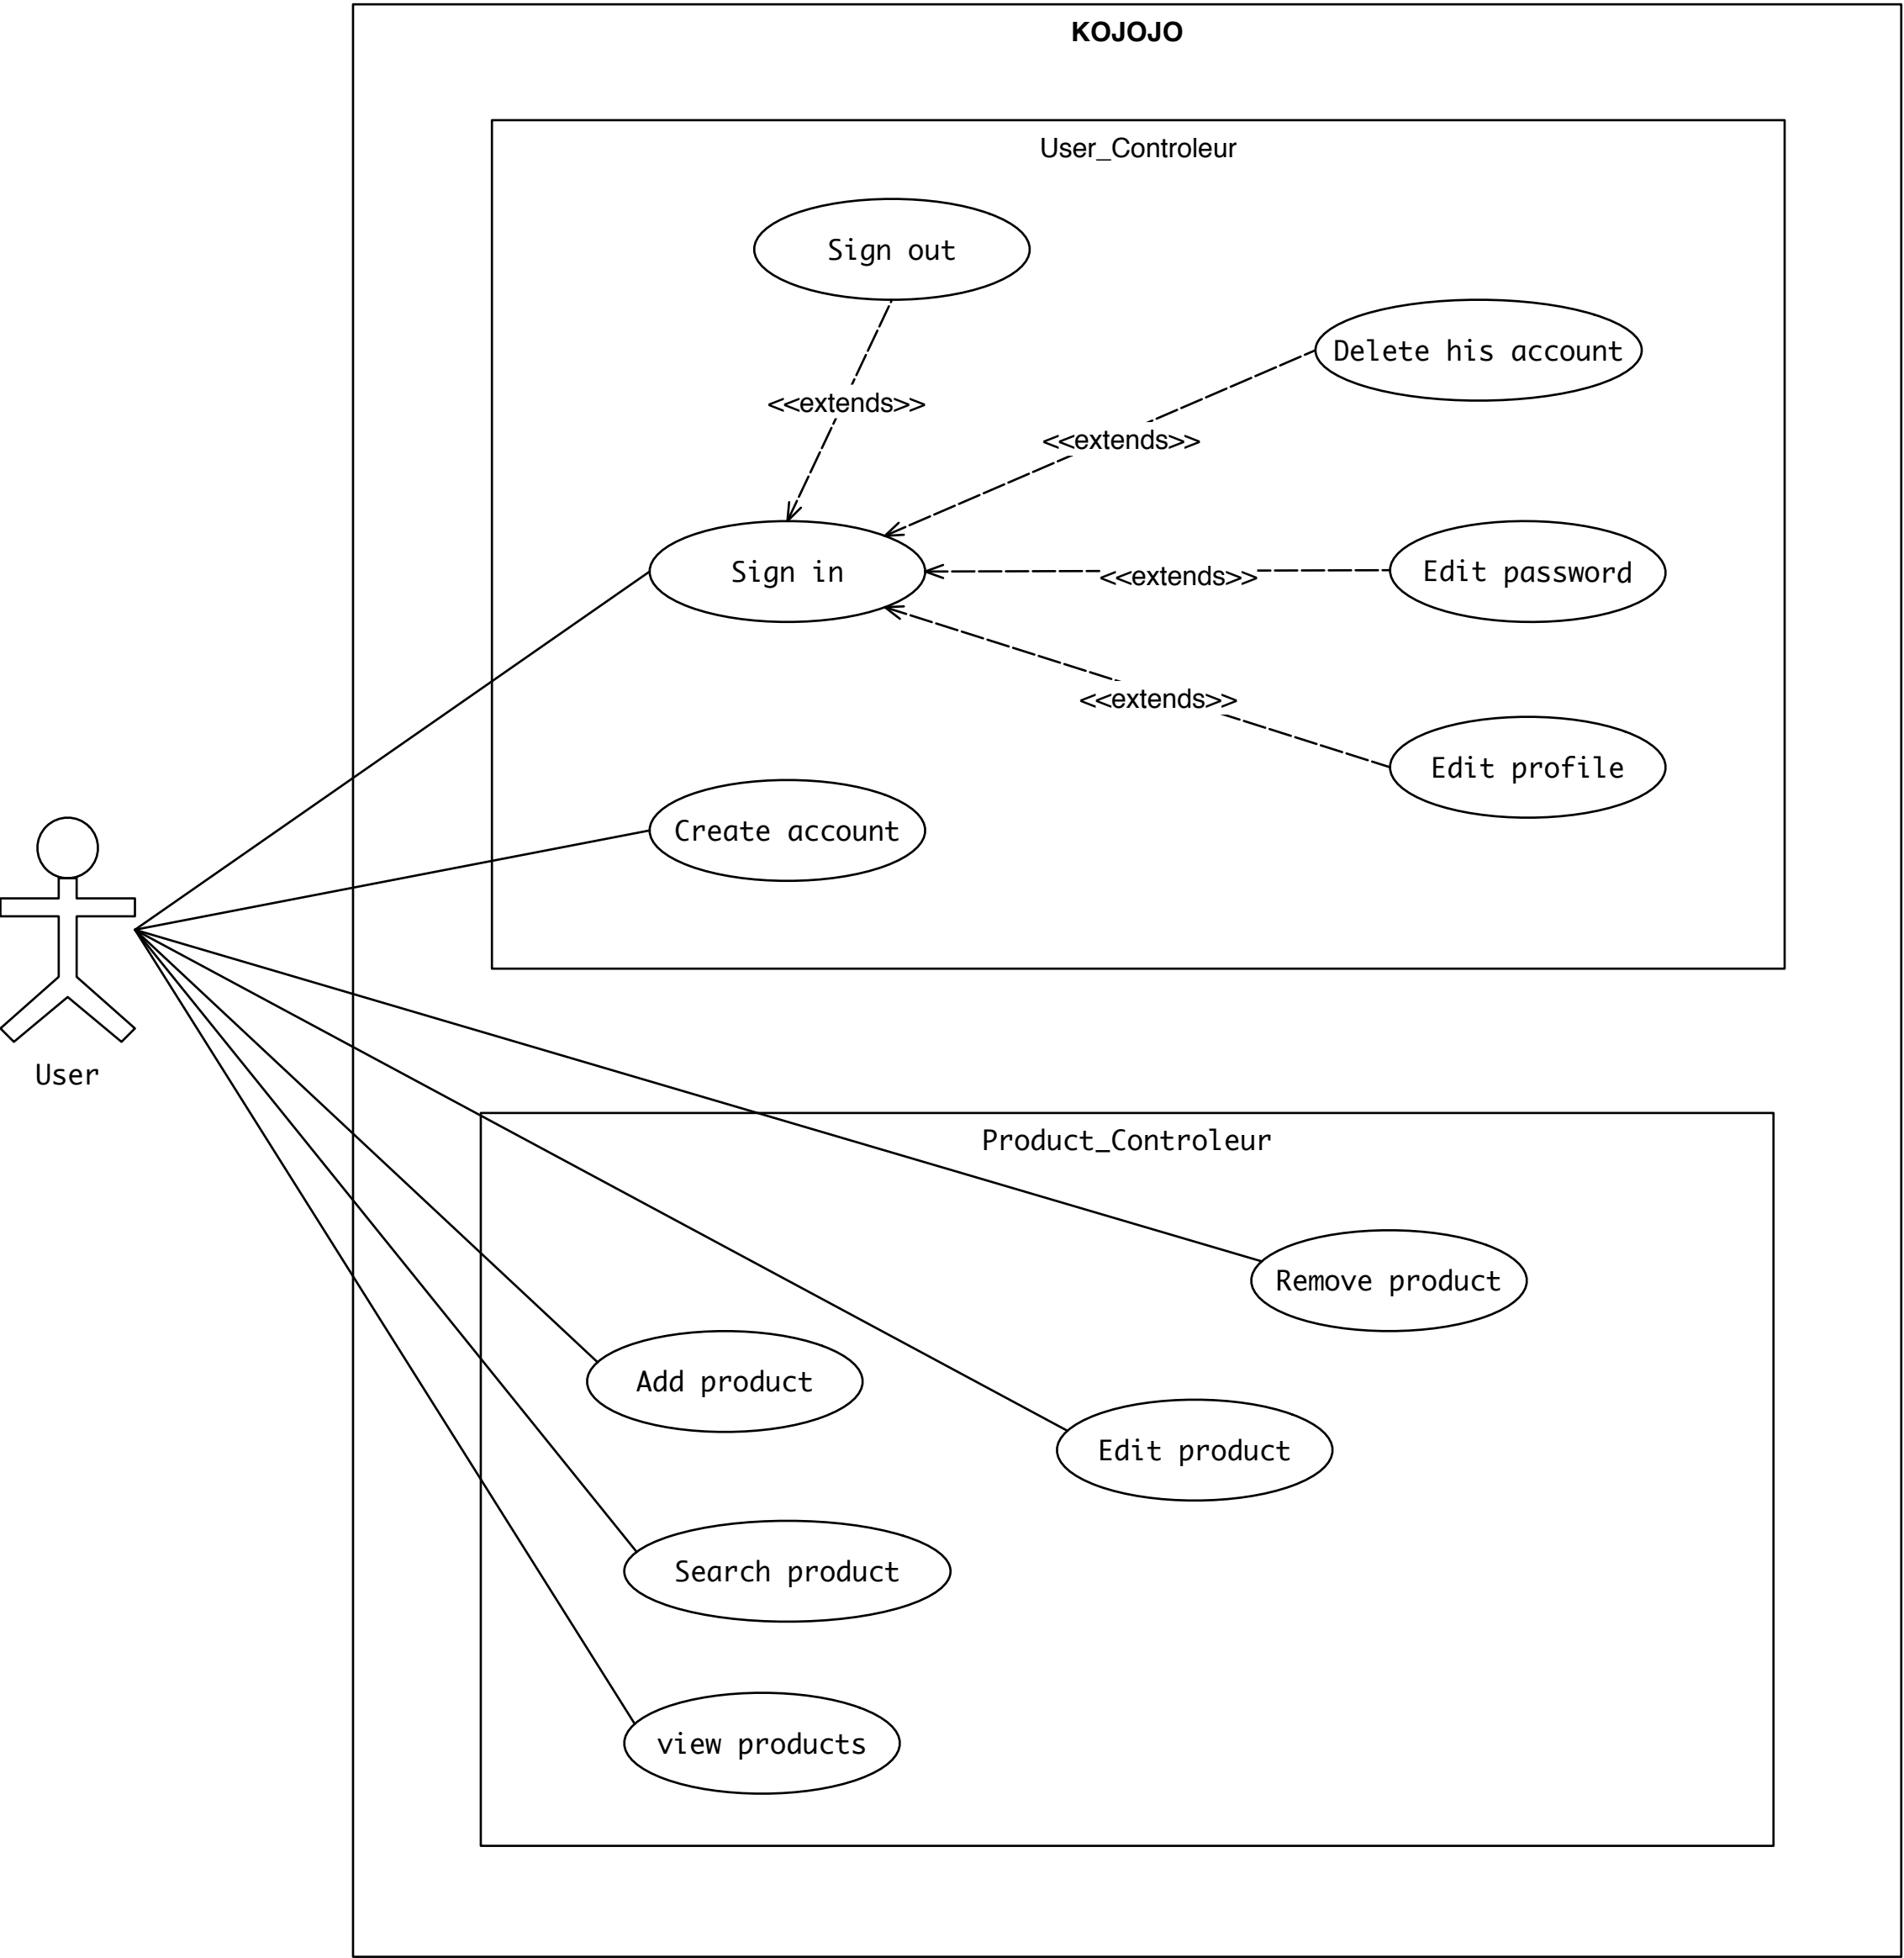 KOJOJO
User_Controleur
Sign out
Delete his account
<<extends>>
<<extends>>
Sign in
<<extends>>
Edit password
<<extends>>
Edit profile
Create account
User
Product_Controleur
Remove product
Add product
Edit product
Search product
view products